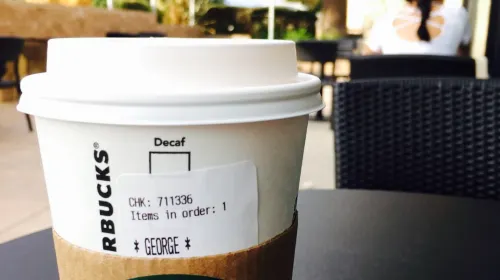 Decaf
RBUCKS®
CHK: 711336
Items in order: 1
* GEORGE *